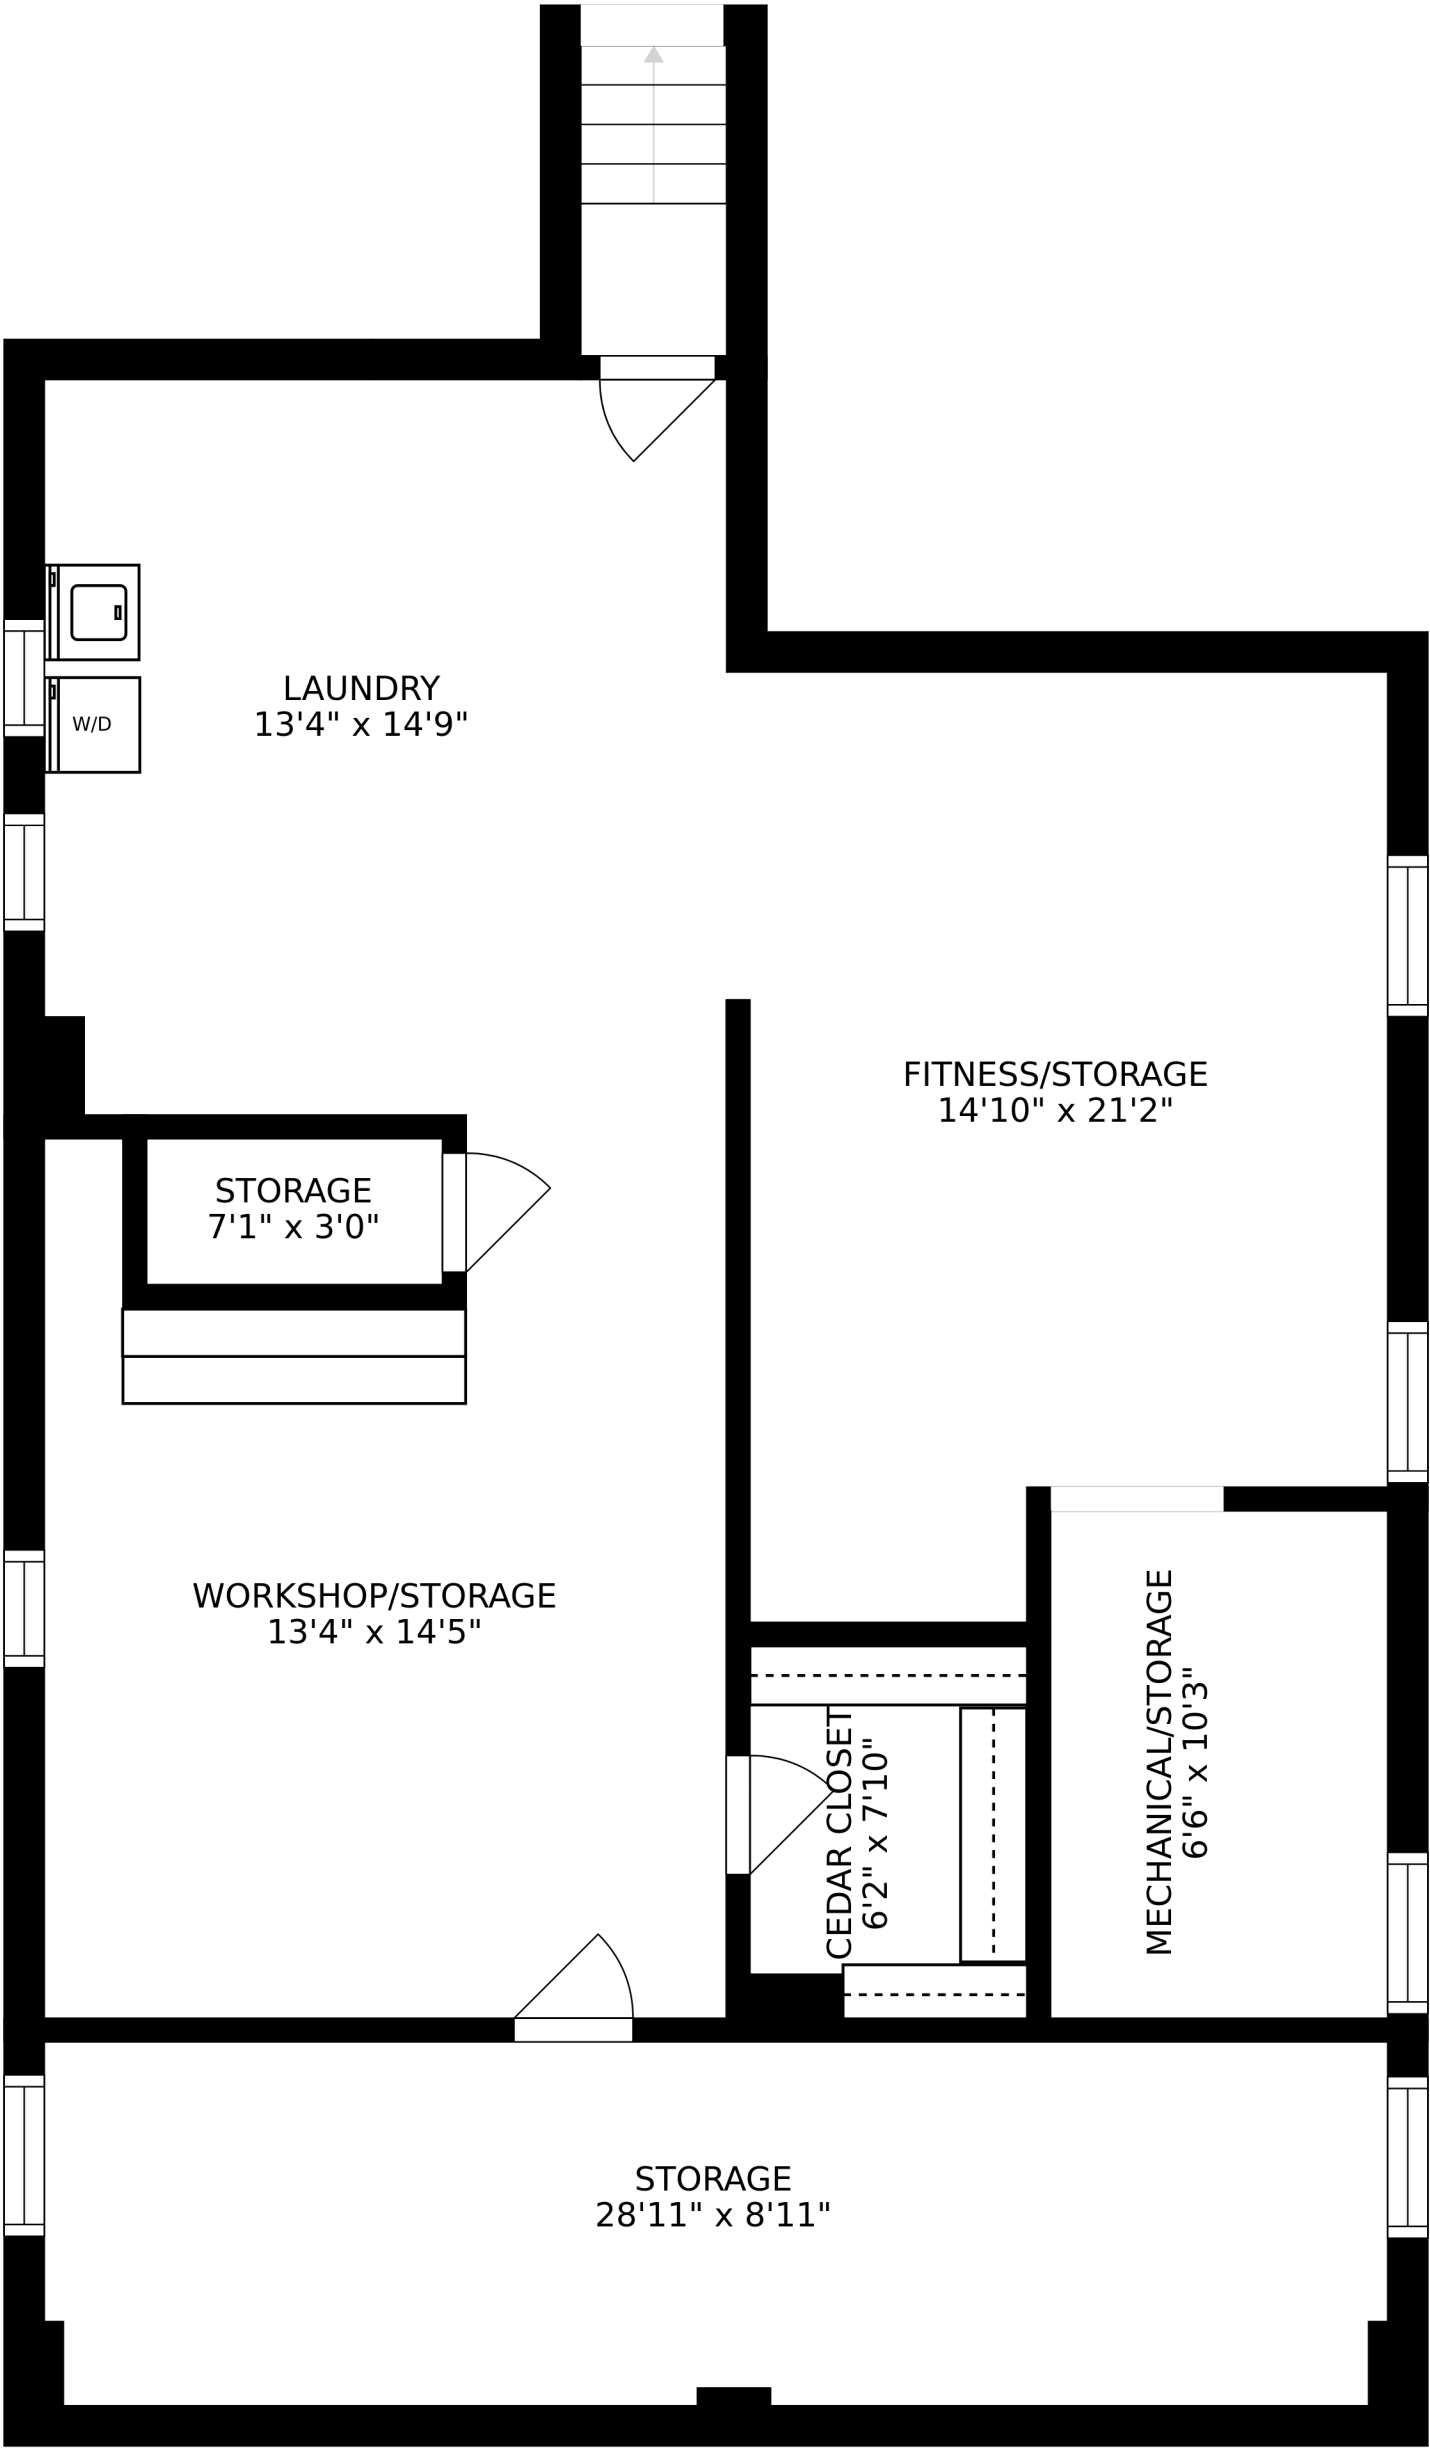 LAUNDRY
13'4" x 14'9"
W/D
FITNESS/STORAGE
14'10" x 21'2"
STORAGE
7'1" x 3'0"
WORKSHOP/STORAGE
13'4" x 14'5"
CEDAR CLOSET
6'2" x 7'10"
MECHANICAL/STORAGE
6'6" x 10'3"
STORAGE
28'11" x 8'11"